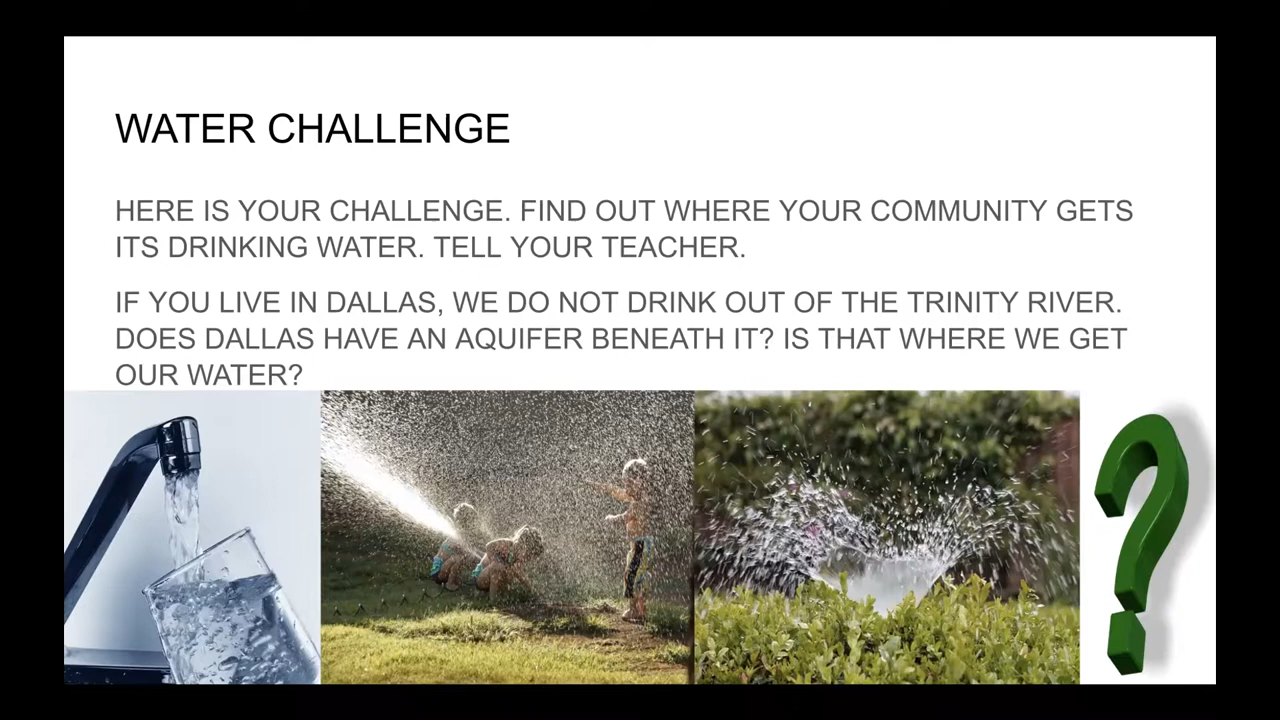 WATER CHALLENGE
HERE IS YOUR CHALLENGE. FIND OUT WHERE YOUR COMMUNITY GETS
ITS DRINKING WATER. TELL YOUR TEACHER.
IF YOU LIVE IN DALLAS, WE DO NOT DRINK OUT OF THE TRINITY RIVER.
DOES DALLAS HAVE AN AQUIFER BENEATH IT? IS THAT WHERE WE GET
OUR WATER?